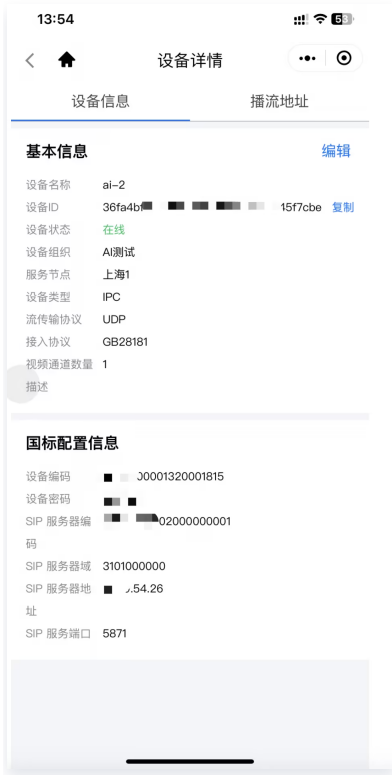 13:54
53
设备详情
设备信息 播流地址
基本信息 编辑
设备名称 ai-2
设备ID 36fa4bf 15f7cbe 复制
设备状态 在线
设备组织 AI测试
服务节点 上海1
设备类型 IPC
流传输协议 UDP
接入协议 GB28181
视频通道数量 1
描述
国标配置信息
设备编码 00001320001815
设备密码
SIP 服务器编 02000000001
码
SIP 服务器域 3101000000
SIP 服务器地 .54.26
址
SIP 服务端口 5871